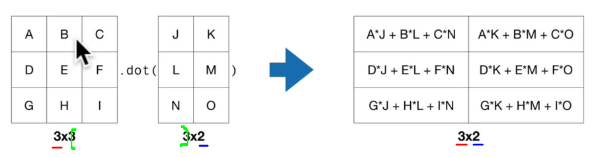 A B C J K A*J + B*L + C*N A*K + B*M + C*O
D E F .dot( L M ) D*J + E*L + F*N D*K + E*M + F*O
G H I N O G*J + H*L + I*N G*K + H*M + I*O
3x3 3x2 3x2